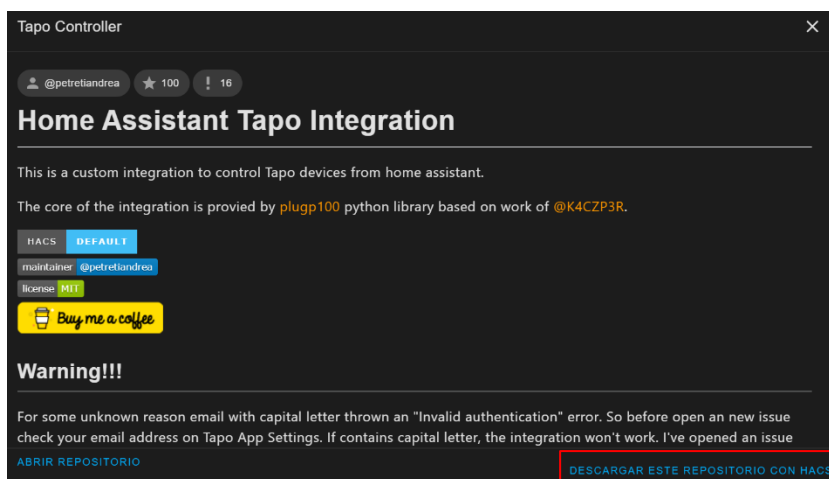 Tapo Controller
@petretiandrea 100 16
Home Assistant Tapo Integration
This is a custom integration to control Tapo devices from home assistant.
The core of the integration is provied by plugp100 python library based on work of @K4CZP3R.
HACS DEFAULT
maintainer @petretiandrea
license MIT
Buy me a coffee
Warning!!!
For some unknown reason email with capital letter thrown an "Invalid authentication" error. So before open an new issue
check your email address on Tapo App Settings. If contains capital letter, the integration won't work. I've opened an issue
ABRIR REPOSITORIO
DESCARGAR ESTE REPOSITORIO CON HACS